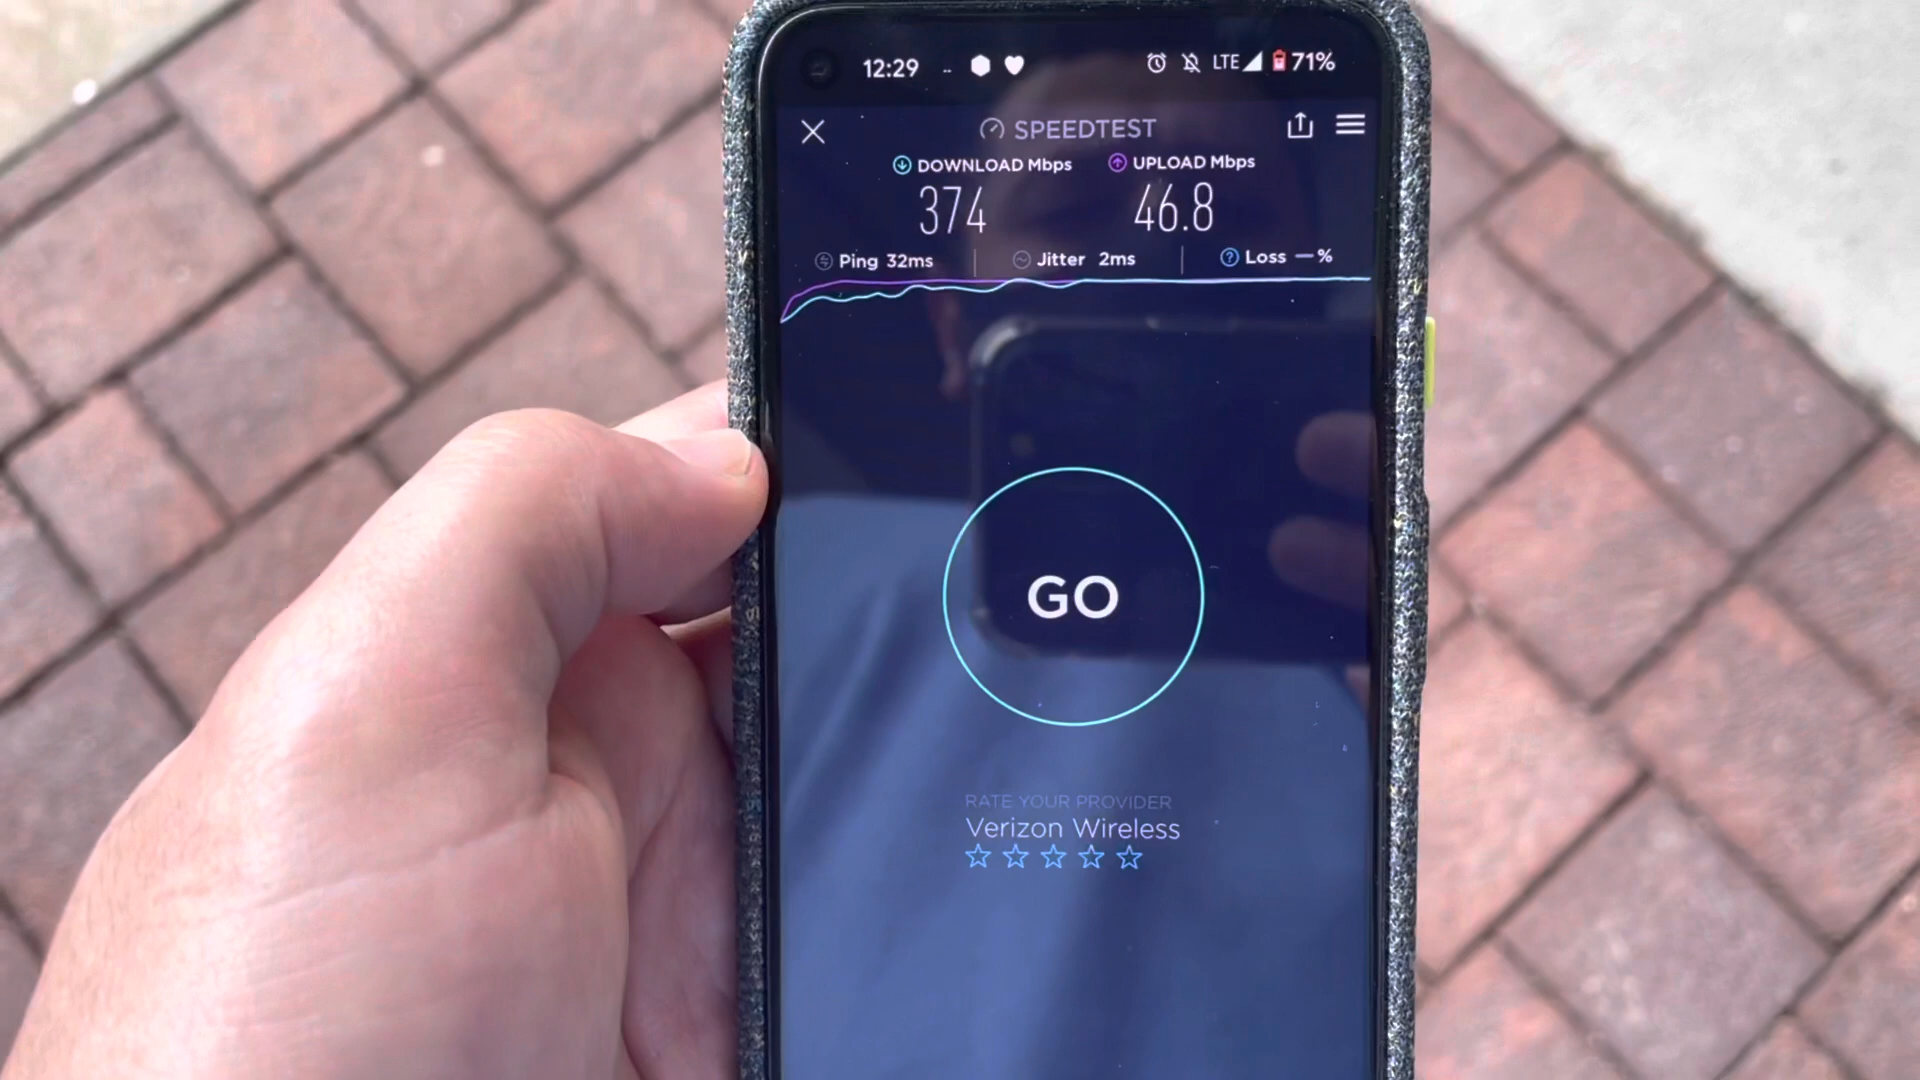 12:29 LTE 71%
SPEEDTEST
DOWNLOAD Mbps UPLOAD Mbps
374 46.8
Ping 32ms Jitter 2ms ? Loss —%
GO
RATE YOUR PROVIDER
Verizon Wireless